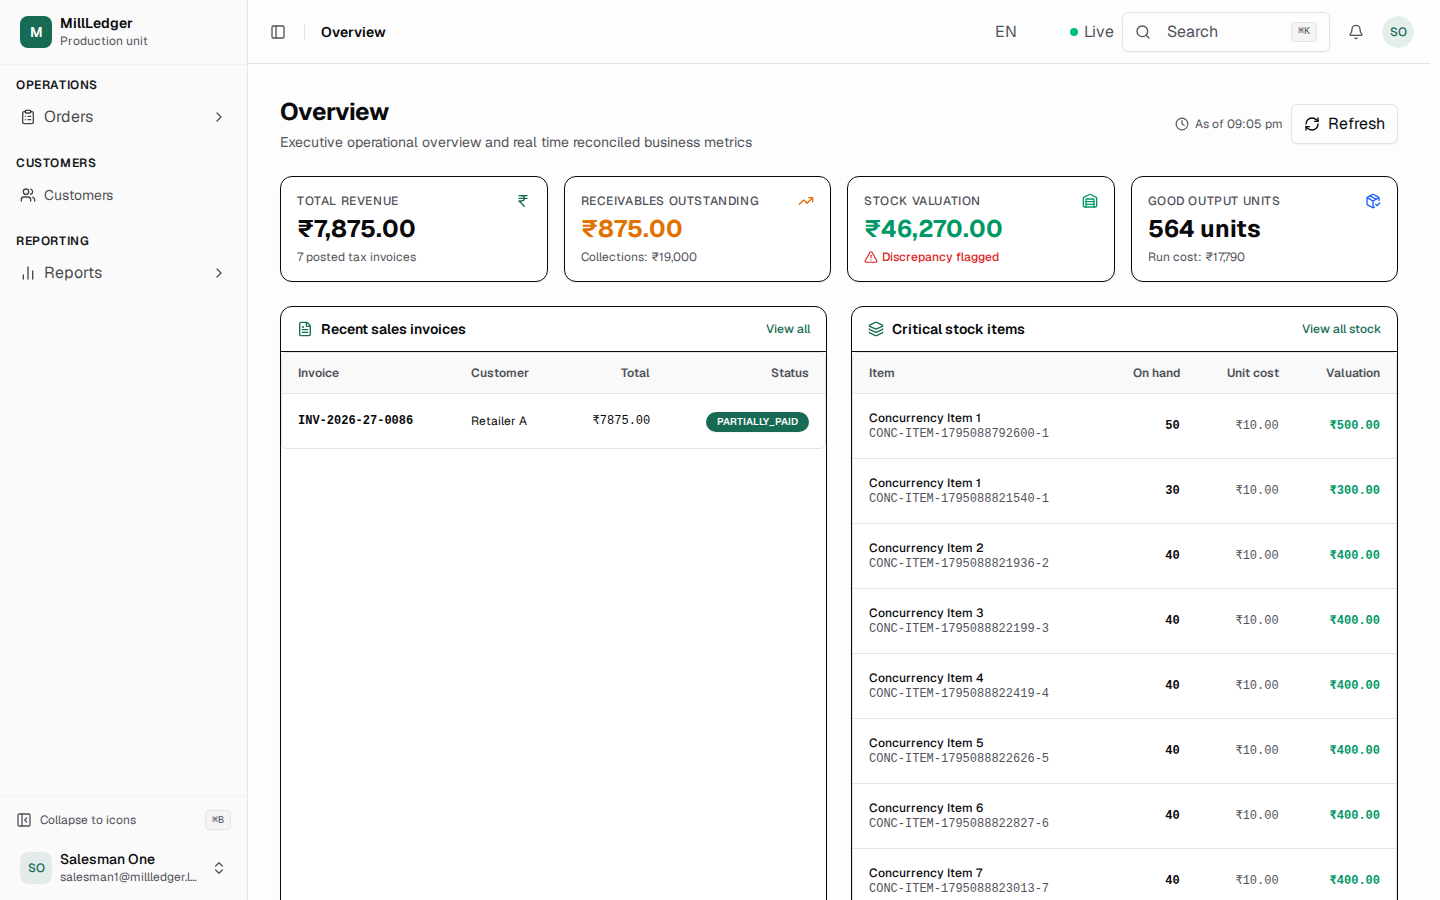 M
MillLedger
Production unit
OPERATIONS
Orders
CUSTOMERS
Customers
REPORTING
Reports
Collapse to icons
⌘B
SO
Salesman One
salesman1@millledger.l...
Overview
EN
Live
Search
⌘K
SO
Overview
Executive operational overview and real time reconciled business metrics
As of 09:05 pm
Refresh
TOTAL REVENUE
₹7,875.00
7 posted tax invoices
RECEIVABLES OUTSTANDING
₹875.00
Collections: ₹19,000
STOCK VALUATION
₹46,270.00
Discrepancy flagged
GOOD OUTPUT UNITS
564 units
Run cost: ₹17,790
Recent sales invoices
View all
Invoice Customer Total Status
INV-2026-27-0086 Retailer A ₹7875.00 PARTIALLY_PAID
Critical stock items
View all stock
Item On hand Unit cost Valuation
Concurrency Item 1
CONC-ITEM-1795088792600-1
50 ₹10.00 ₹500.00
Concurrency Item 1
CONC-ITEM-1795088821540-1
30 ₹10.00 ₹300.00
Concurrency Item 2
CONC-ITEM-1795088821936-2
40 ₹10.00 ₹400.00
Concurrency Item 3
CONC-ITEM-1795088822199-3
40 ₹10.00 ₹400.00
Concurrency Item 4
CONC-ITEM-1795088822419-4
40 ₹10.00 ₹400.00
Concurrency Item 5
CONC-ITEM-1795088822626-5
40 ₹10.00 ₹400.00
Concurrency Item 6
CONC-ITEM-1795088822827-6
40 ₹10.00 ₹400.00
Concurrency Item 7
CONC-ITEM-1795088823013-7
40 ₹10.00 ₹400.00